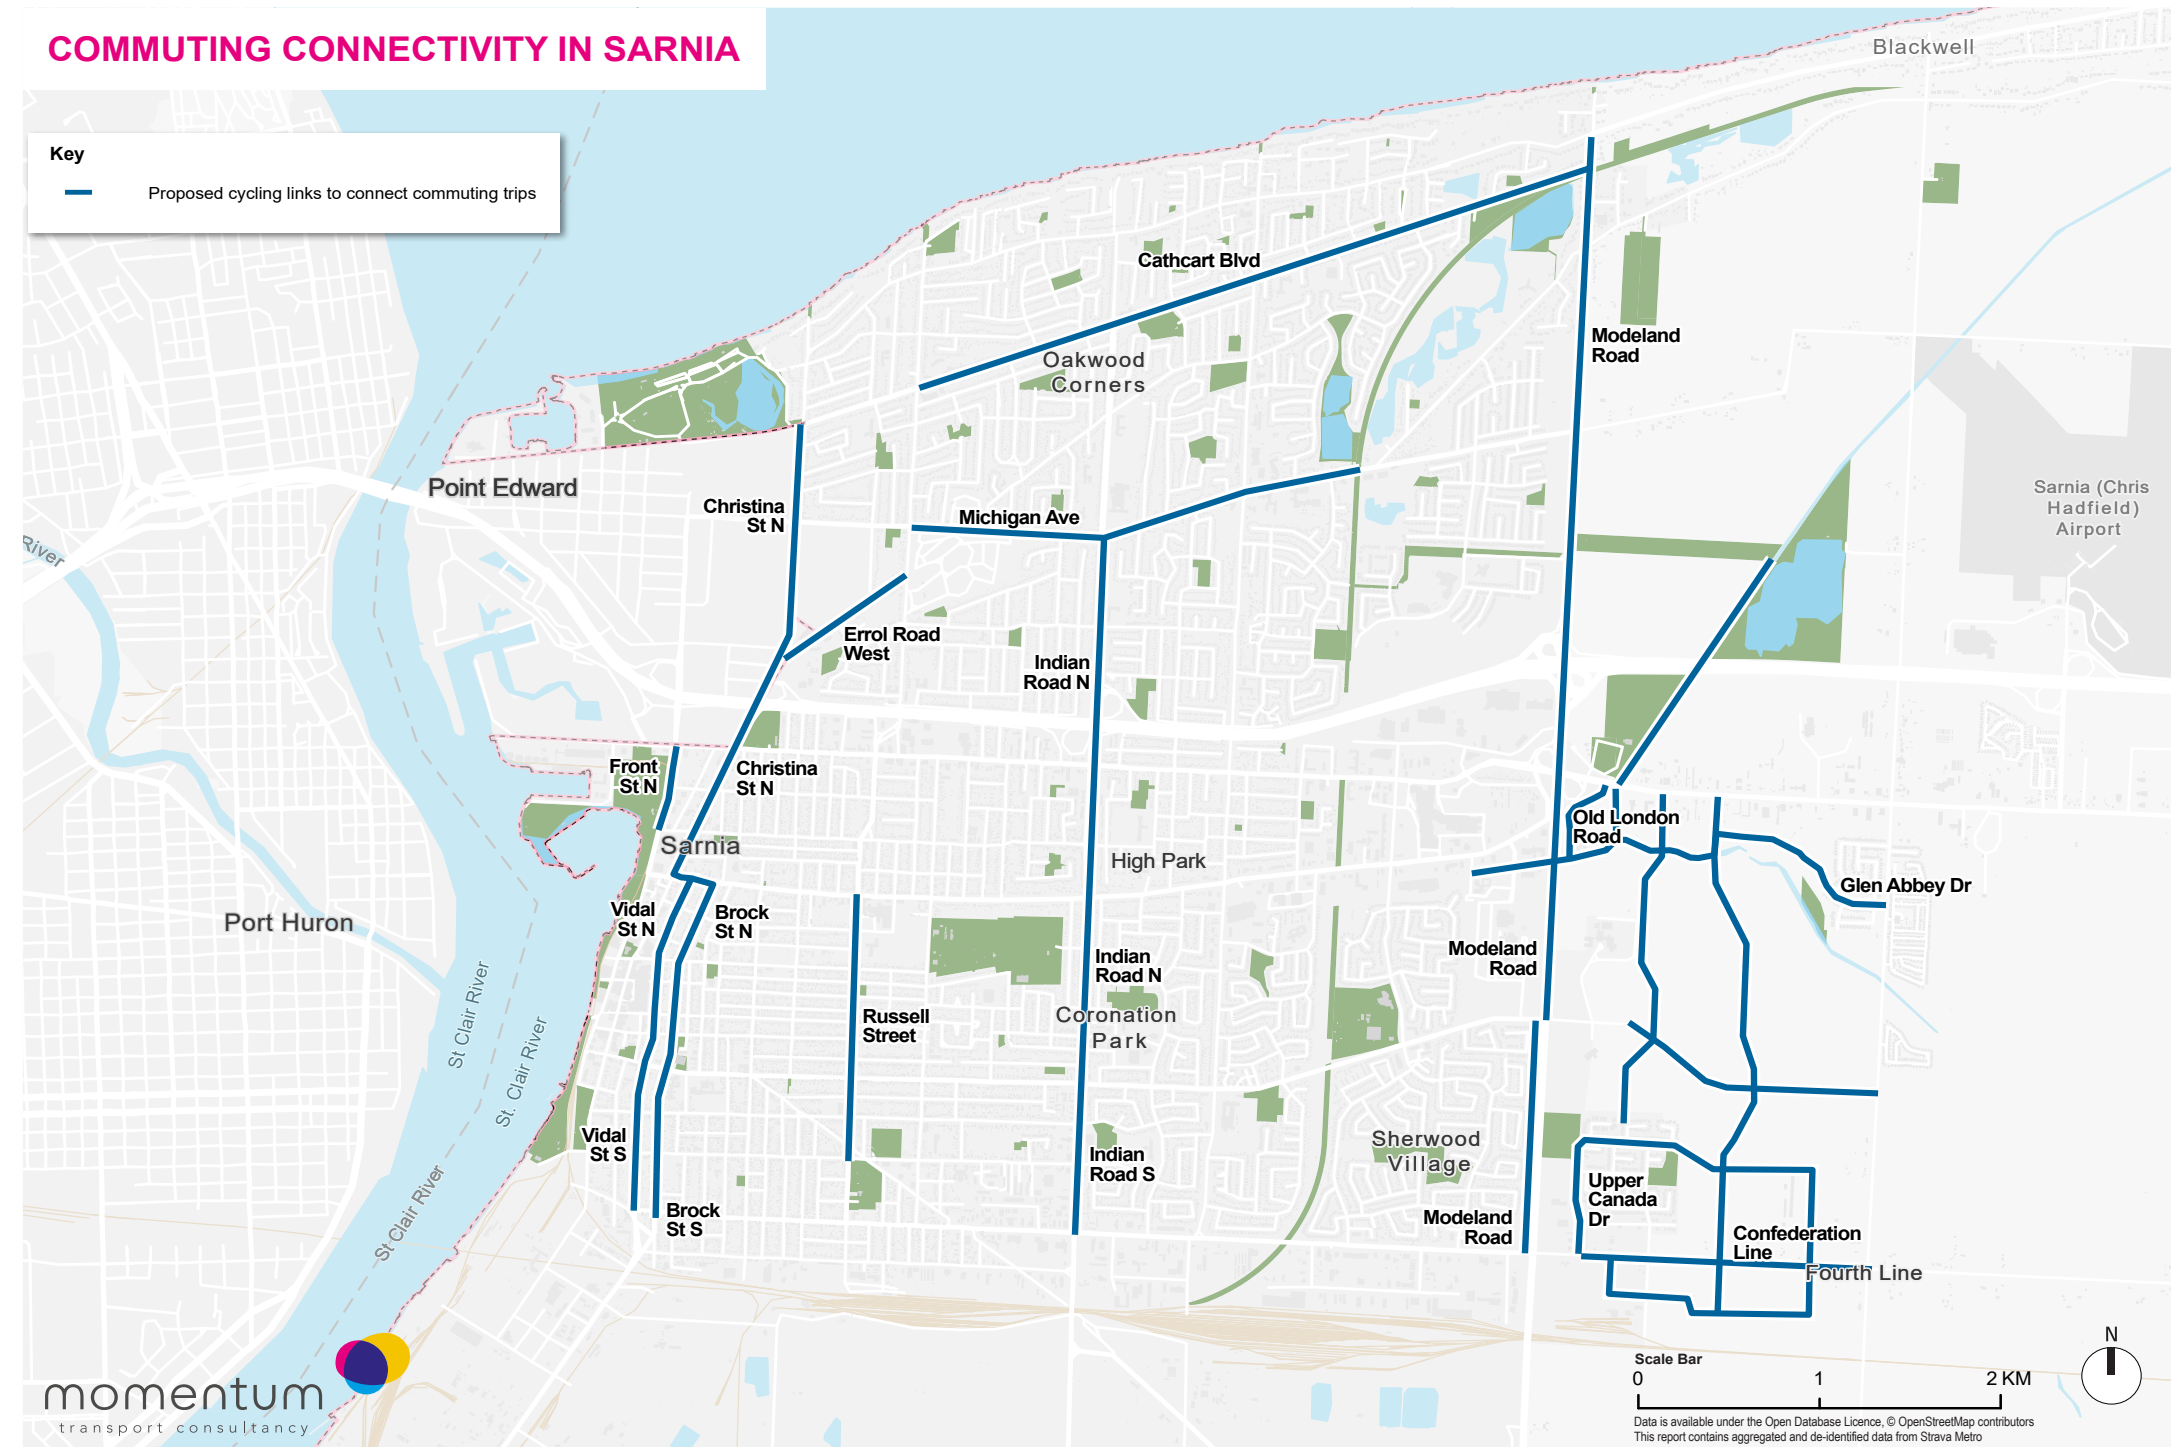 COMMUTING CONNECTIVITY IN SARNIA
Blackwell
Key
Proposed cycling links to connect commuting trips
Cathcart Blvd
Modeland
Road
Oakwood
Corners
Point Edward
Christina
St N
Michigan Ave
Sarnia (Chris
Hadfield)
Airport
River
Errol Road
West
Indian
Road N
Front
St N
Christina
St N
Sarnia
Old London
Road
High Park
Glen Abbey Dr
Port Huron
Vidal
St N
Brock
St N
Modeland
Road
Indian
Road N
St Clair River
St. Clair River
Russell
Street
Coronation
Park
Vidal
St S
Sherwood
Village
Indian
Road S
Upper
Canada
Dr
St Clair River
Brock
St S
Modeland
Road
Confederation
Line
Fourth Line
momentum
transport consultancy
Scale Bar
0 1 2 KM
N
Data is available under the Open Database Licence, © OpenStreetMap contributors
This report contains aggregated and de-identified data from Strava Metro